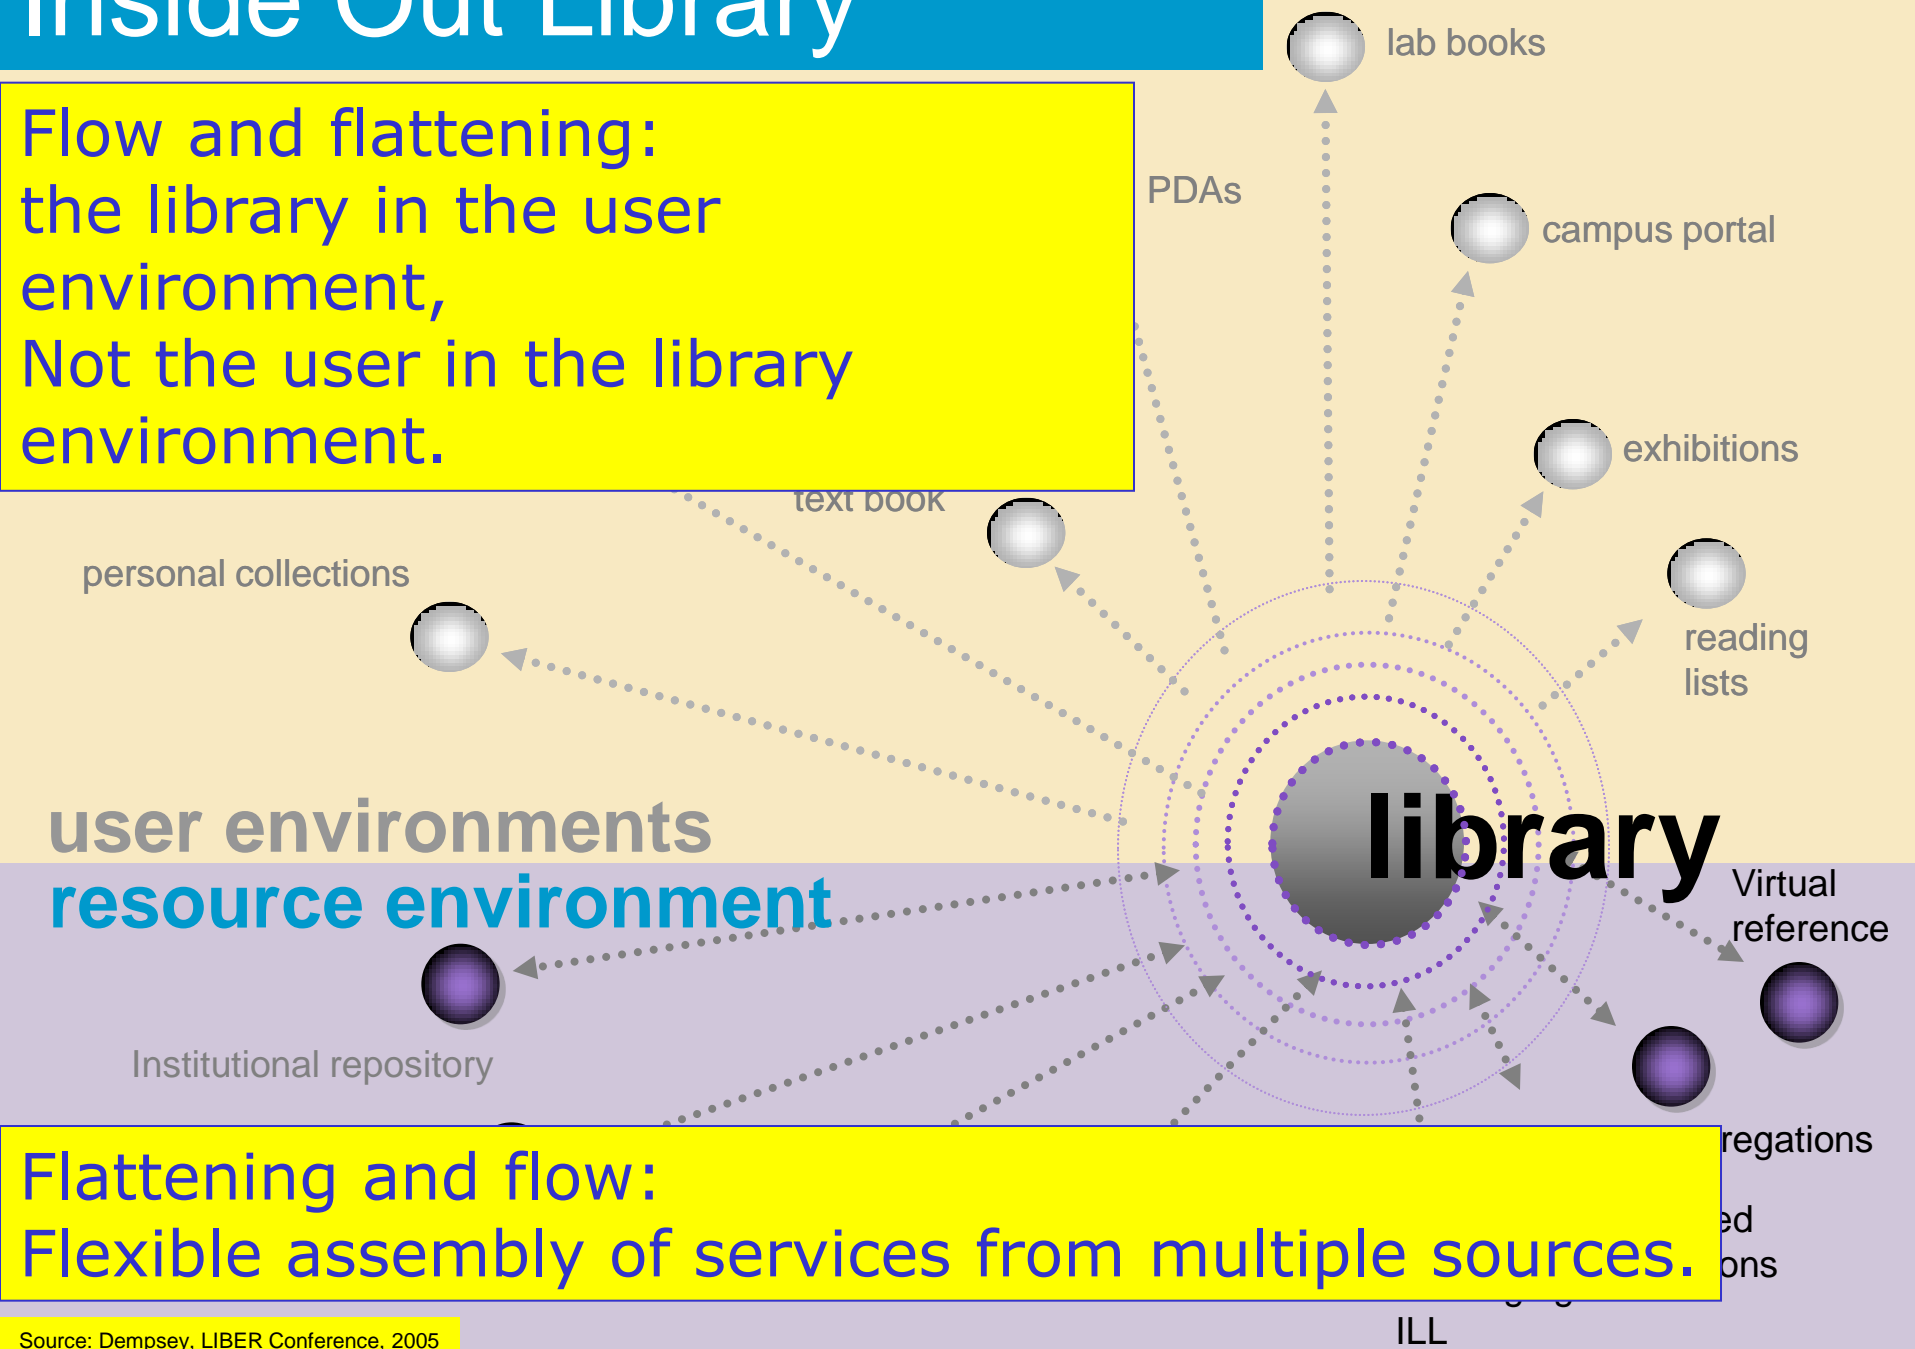 Inside Out Library
lab books
Flow and flattening:
the library in the user
environment,
Not the user in the library
environment.
PDAs
campus portal
exhibitions
text book
personal collections
reading
lists
user environments
library
resource environment
Virtual
reference
Institutional repository
regations
Flattening and flow:
Flexible assembly of services from multiple sources.
ed
ons
ILL
Source: Dempsey, LIBER Conference, 2005